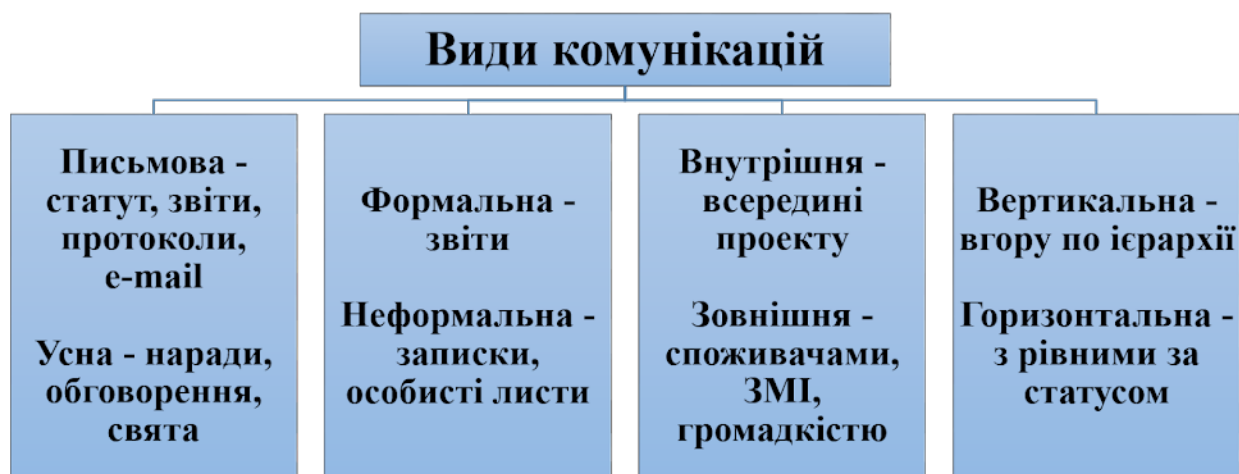 Види комунікацій
Письмова -
статут, звіти,
протоколи,
e-mail
Усна - наради,
обговорення,
свята
Формальна -
звіти
Неформальна -
записки,
особисті листи
Внутрішня -
всередині
проекту
Зовнішня -
споживачами,
ЗМІ,
громадкістю
Вертикальна -
вгору по ієрархії
Горизонтальна -
з рівними за
статусом